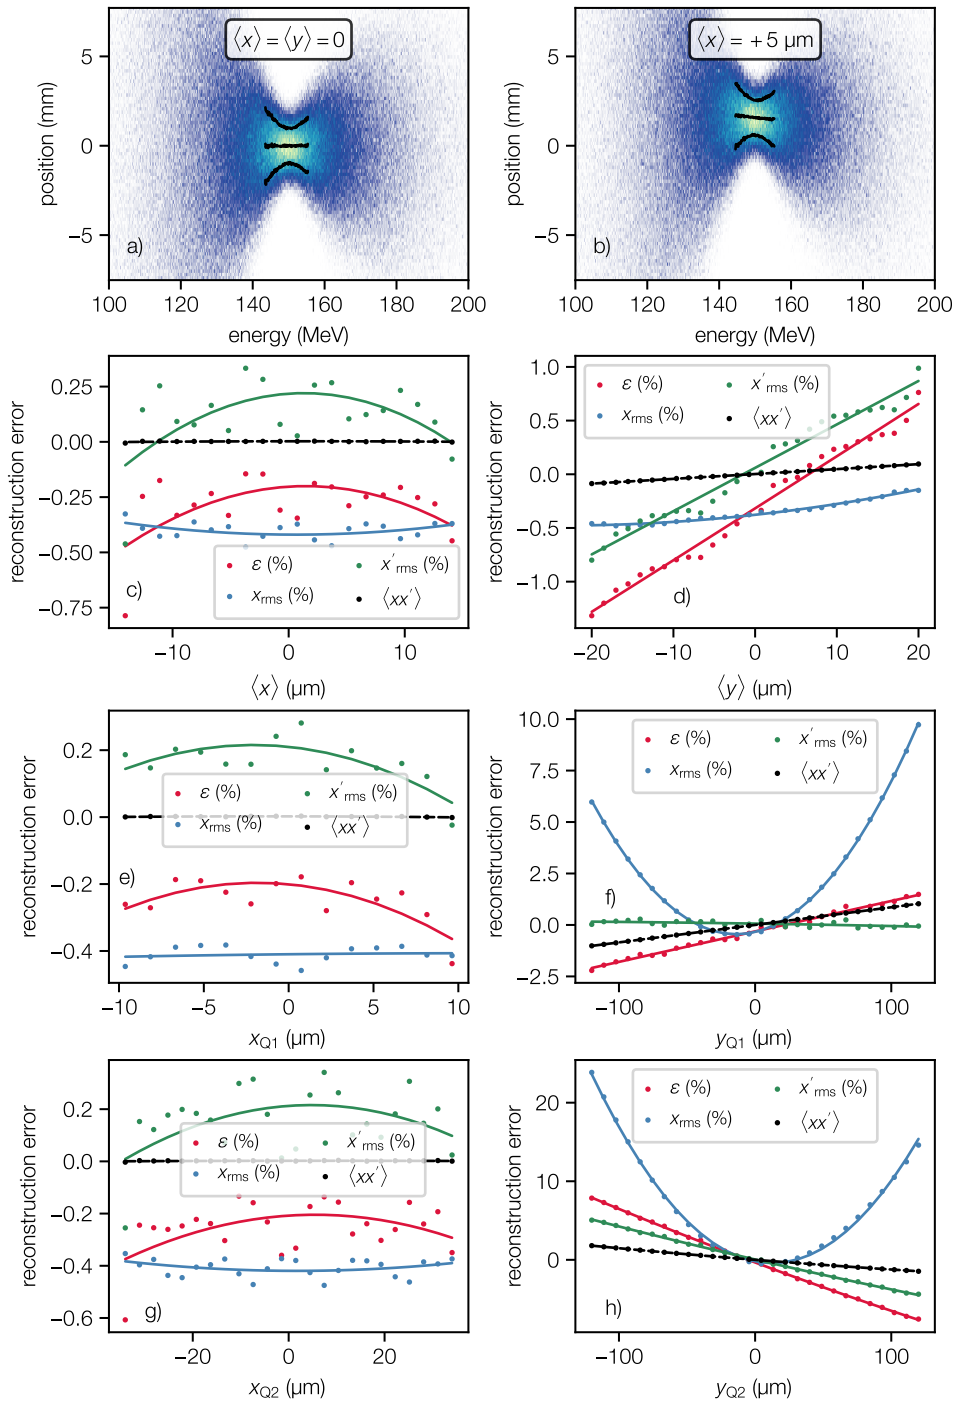 ⟨x⟩ = ⟨y⟩ = 0
position (mm)
5
0
−5
a)
100 120 140 160 180 200
energy (MeV)
⟨x⟩ = +5 µm
position (mm)
5
0
−5
b)
100 120 140 160 180 200
energy (MeV)
reconstruction error
0.25
0.00
−0.25
−0.50
−0.75
ε (%) x′rms (%)
xrms (%) ⟨xx′⟩
c)
−10 0 10
⟨x⟩ (µm)
reconstruction error
1.0
0.5
0.0
−0.5
−1.0
ε (%) x′rms (%)
xrms (%) ⟨xx′⟩
d)
−20 −10 0 10 20
⟨y⟩ (µm)
reconstruction error
0.2
0.0
−0.2
−0.4
ε (%) x′rms (%)
xrms (%) ⟨xx′⟩
e)
−10 −5 0 5 10
xQ1 (µm)
reconstruction error
10.0
7.5
5.0
2.5
0.0
−2.5
ε (%) x′rms (%)
xrms (%) ⟨xx′⟩
f)
−100 0 100
yQ1 (µm)
reconstruction error
0.2
0.0
−0.2
−0.4
−0.6
ε (%) x′rms (%)
xrms (%) ⟨xx′⟩
g)
−20 0 20
xQ2 (µm)
reconstruction error
20
10
0
ε (%) x′rms (%)
xrms (%) ⟨xx′⟩
h)
−100 0 100
yQ2 (µm)